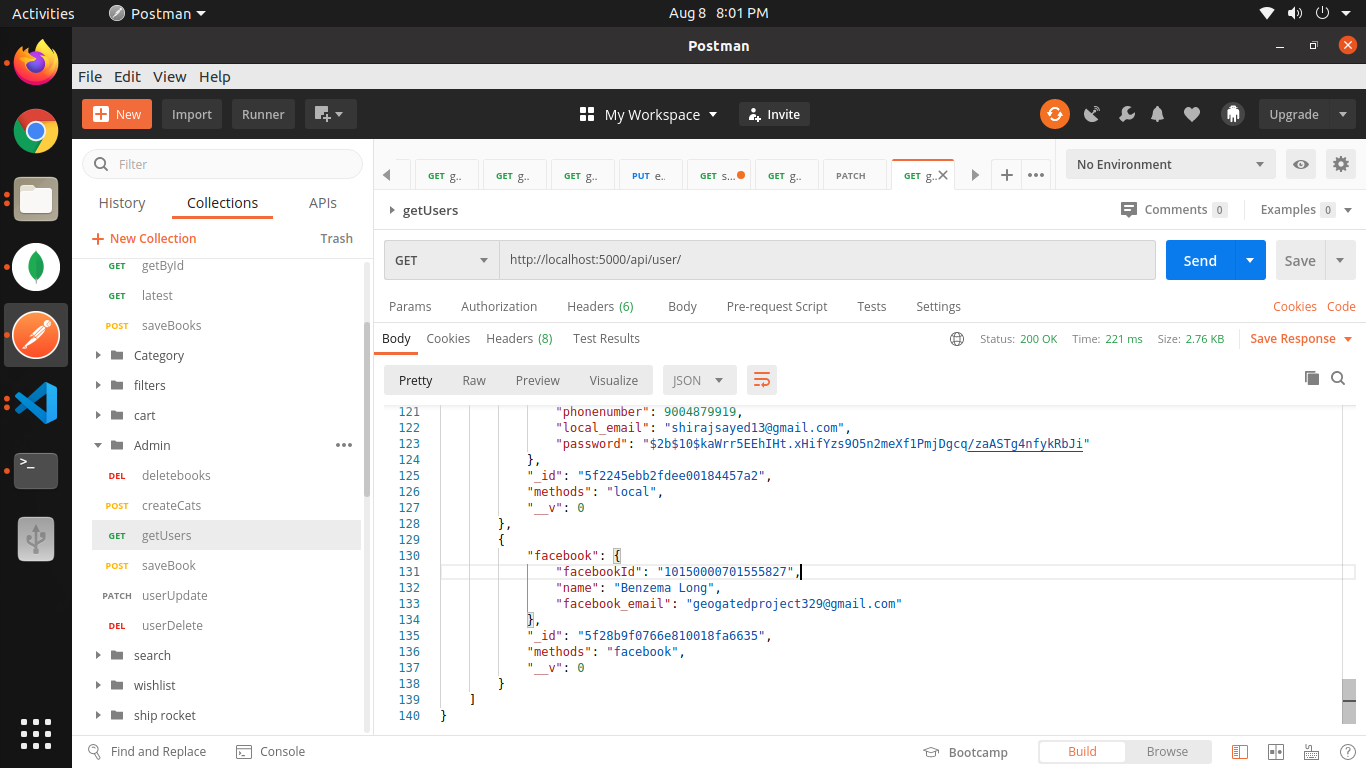 Activities Postman Aug 8 8:01 PM
Postman
File Edit View Help
New Import Runner My Workspace Invite Upgrade
Filter
History Collections APIs
New Collection Trash
GET getById
GET latest
POST saveBooks
Category
filters
cart
Admin
DEL deletebooks
POST createCats
GET getUsers
POST saveBook
PATCH userUpdate
DEL userDelete
search
wishlist
ship rocket
GET g.. GET g.. GET g.. PUT e.. GET s... GET g.. PATCH GET g.. No Environment
getUsers Comments 0 Examples 0
GET http://localhost:5000/api/user/ Send Save
Params Authorization Headers (6) Body Pre-request Script Tests Settings Cookies Code
Body Cookies Headers (8) Test Results Status: 200 OK Time: 221 ms Size: 2.76 KB Save Response
Pretty Raw Preview Visualize JSON
121 "phonenumber": 9004879919,
122 "local_email": "shirajsayed13@gmail.com",
123 "password": "$2b$10$kaWrr5EEhIHt.xHifYzs9O5n2meXf1PmjDgcq/zaASTg4nfykRbJi"
124 },
125 "_id": "5f2245ebb2fdee00184457a2",
126 "methods": "local",
127 "__v": 0
128 },
129 {
130 "facebook": {
131 "facebookId": "10150000701555827",
132 "name": "Benzema Long",
133 "facebook_email": "geogatedproject329@gmail.com"
134 },
135 "_id": "5f28b9f0766e810018fa6635",
136 "methods": "facebook",
137 "__v": 0
138 }
139 ]
140 }
Find and Replace Console Bootcamp Build Browse